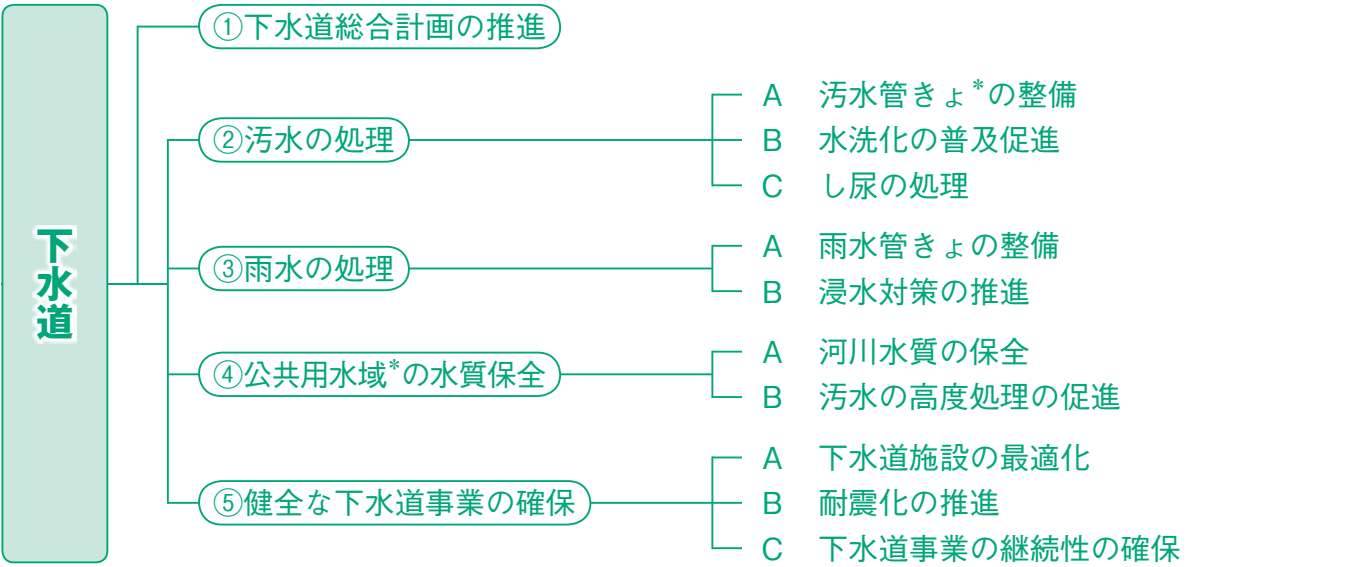 下水道
①下水道総合計画の推進
②汚水の処理
A 汚水管きょ*の整備
B 水洗化の普及促進
C し尿の処理
③雨水の処理
A 雨水管きょの整備
B 浸水対策の推進
④公共用水域*の水質保全
A 河川水質の保全
B 汚水の高度処理の促進
⑤健全な下水道事業の確保
A 下水道施設の最適化
B 耐震化の推進
C 下水道事業の継続性の確保